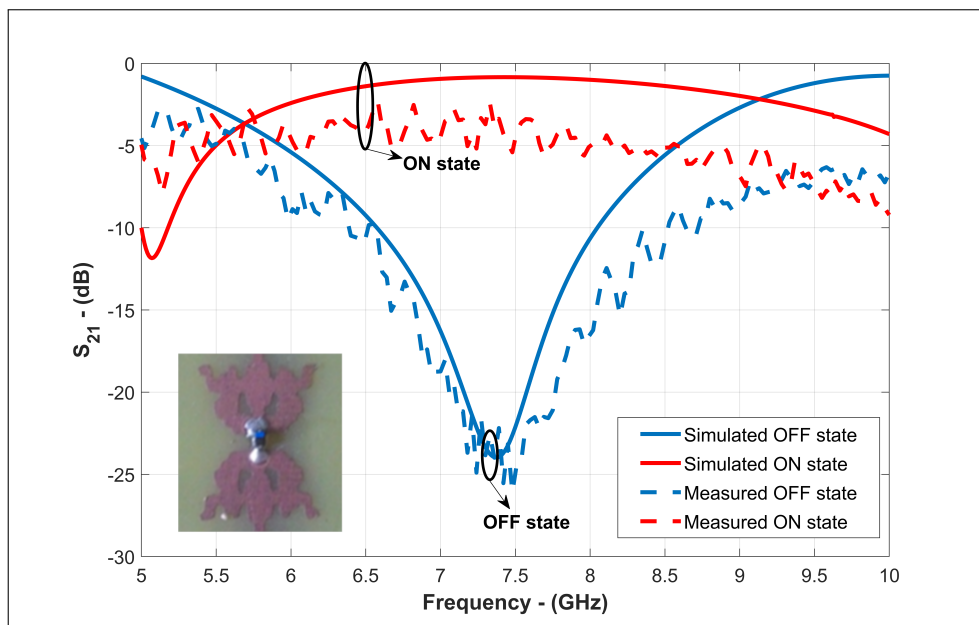 0
-5
-10
-15
-20
-25
-30
S21 - (dB)
5
5.5
6
6.5
7
7.5
8
8.5
9
9.5
10
Frequency - (GHz)
ON state
OFF state
Simulated OFF state
Simulated ON state
Measured OFF state
Measured ON state